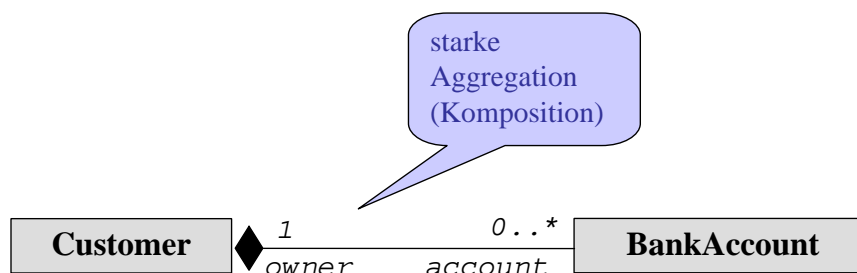 starke
Aggregation
(Komposition)
1 0..*
Customer BankAccount
owner account